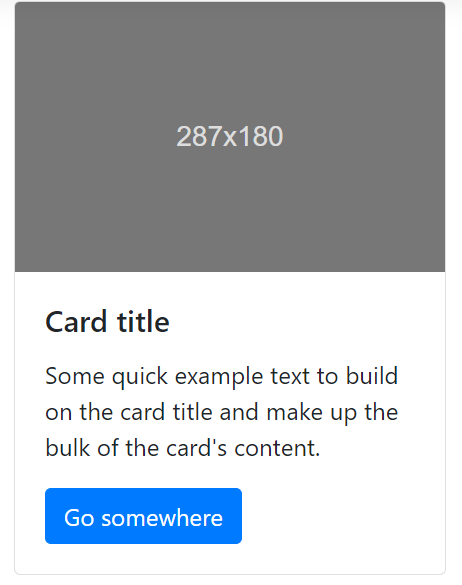 287x180
Card title
Some quick example text to build
on the card title and make up the
bulk of the card's content.
Go somewhere